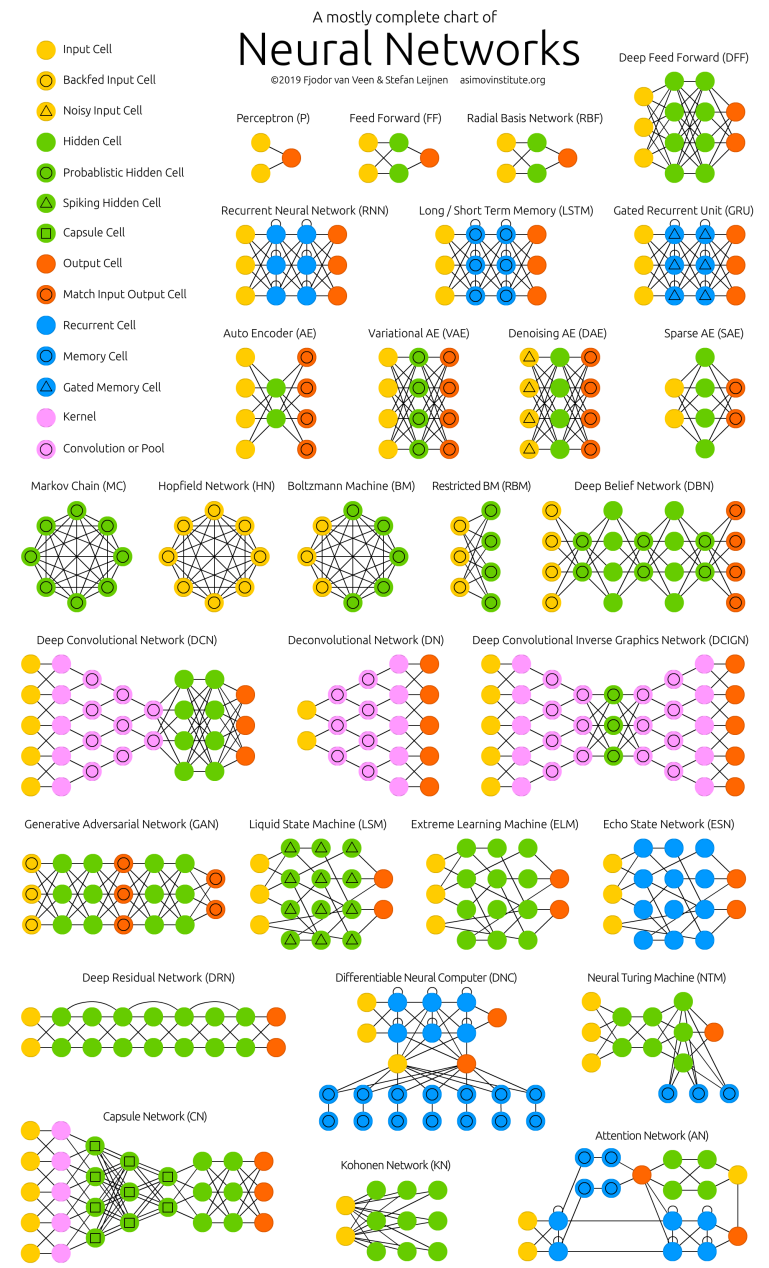 A mostly complete chart of
Neural Networks
©2019 Fjodor van Veen & Stefan Leijnen asimovinstitute.org
Input Cell
Backfed Input Cell
Noisy Input Cell
Hidden Cell
Probablistic Hidden Cell
Spiking Hidden Cell
Capsule Cell
Output Cell
Match Input Output Cell
Recurrent Cell
Memory Cell
Gated Memory Cell
Kernel
Convolution or Pool
Deep Feed Forward (DFF)
Perceptron (P)
Feed Forward (FF)
Radial Basis Network (RBF)
Recurrent Neural Network (RNN)
Long / Short Term Memory (LSTM)
Gated Recurrent Unit (GRU)
Auto Encoder (AE)
Variational AE (VAE)
Denoising AE (DAE)
Sparse AE (SAE)
Markov Chain (MC)
Hopfield Network (HN)
Boltzmann Machine (BM)
Restricted BM (RBM)
Deep Belief Network (DBN)
Deep Convolutional Network (DCN)
Deconvolutional Network (DN)
Deep Convolutional Inverse Graphics Network (DCIGN)
Generative Adversarial Network (GAN)
Liquid State Machine (LSM)
Extreme Learning Machine (ELM)
Echo State Network (ESN)
Deep Residual Network (DRN)
Differentiable Neural Computer (DNC)
Neural Turing Machine (NTM)
Capsule Network (CN)
Kohonen Network (KN)
Attention Network (AN)